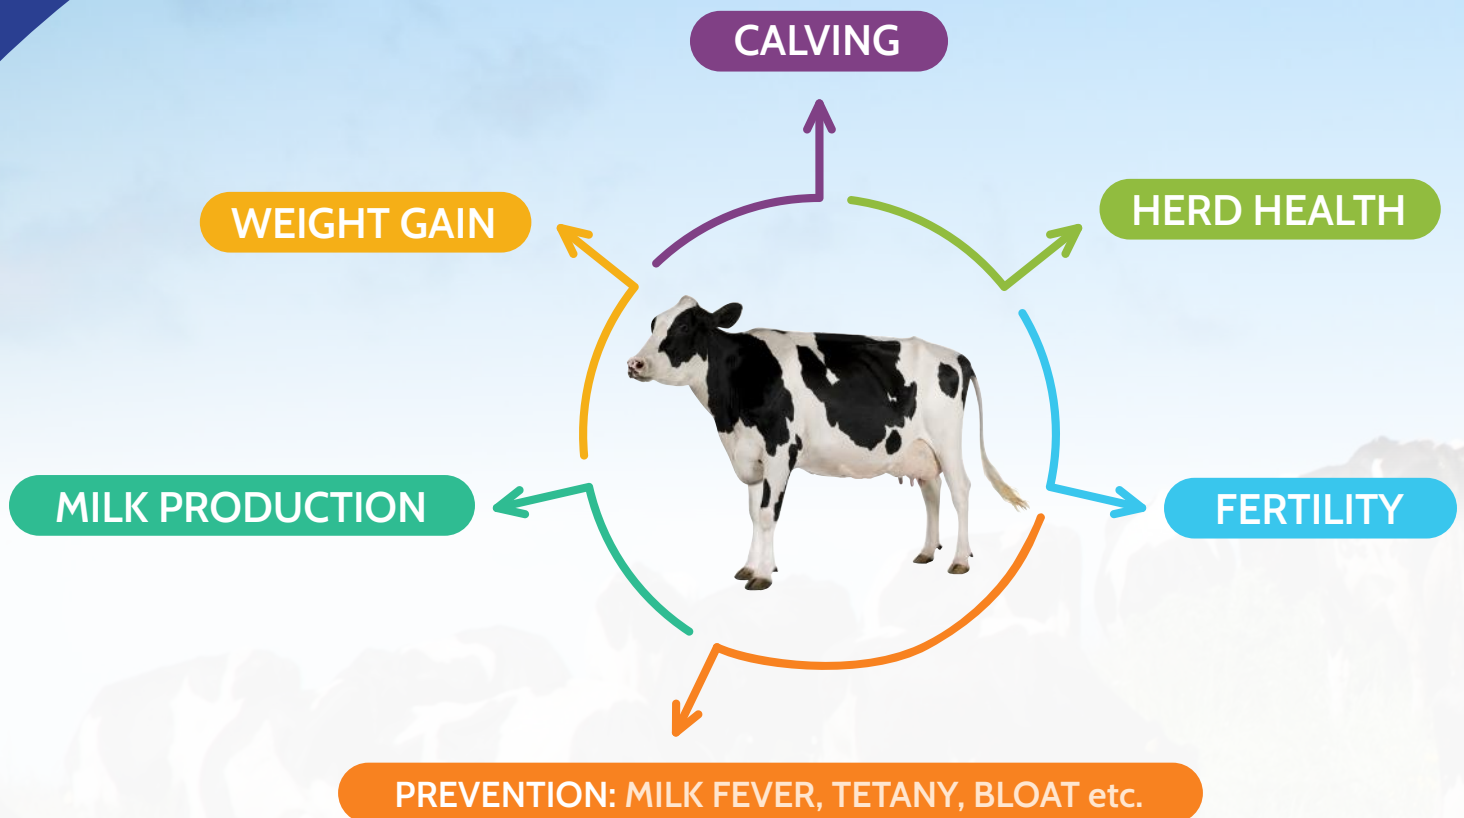 CALVING
WEIGHT GAIN
HERD HEALTH
MILK PRODUCTION
FERTILITY
PREVENTION: MILK FEVER, TETANY, BLOAT etc.